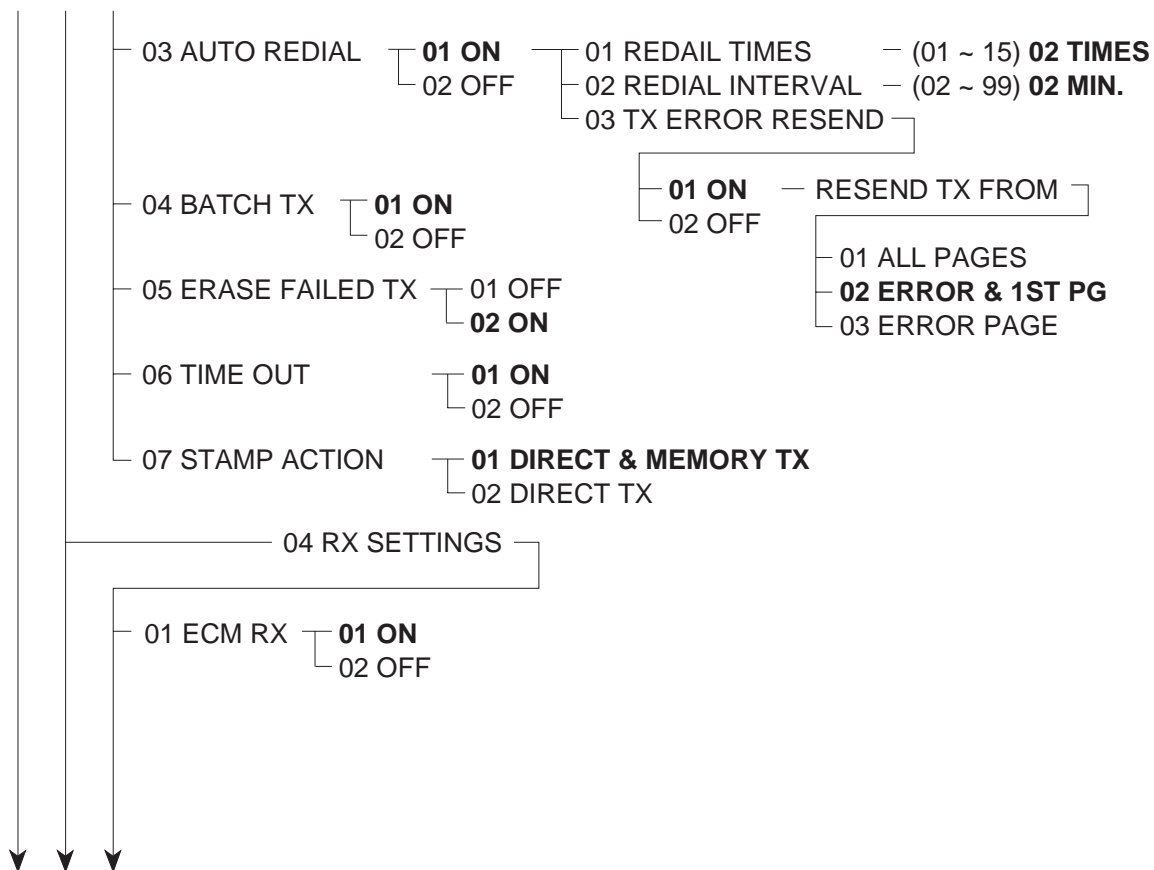 03 AUTO REDIAL 01 ON 01 REDAIL TIMES (01 ~ 15) 02 TIMES
02 OFF 02 REDIAL INTERVAL (02 ~ 99) 02 MIN.
03 TX ERROR RESEND
01 ON RESEND TX FROM
04 BATCH TX 01 ON
02 OFF
02 OFF
01 ALL PAGES
05 ERASE FAILED TX 01 OFF
02 ERROR & 1ST PG
02 ON
03 ERROR PAGE
06 TIME OUT 01 ON
02 OFF
07 STAMP ACTION 01 DIRECT & MEMORY TX
02 DIRECT TX
04 RX SETTINGS
01 ECM RX 01 ON
02 OFF